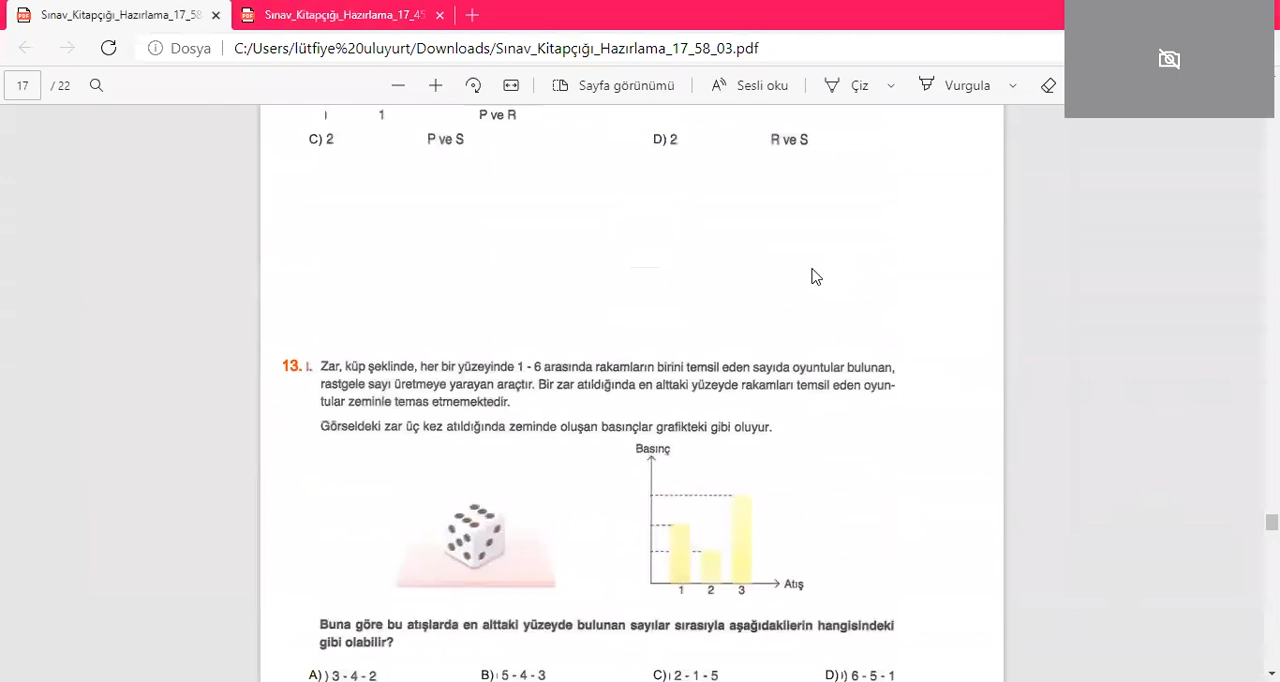 Sınav_Kitapçığı_Hazırlama_17_58
Sınav_Kitapçığı_Hazırlama_17_45
Dosya C:/Users/lütfiye%20uluyurt/Downloads/Sınav_Kitapçığı_Hazırlama_17_58_03.pdf
17 / 22 Sayfa görünümü Sesli oku Çiz Vurgula
1 P ve R
C) 2 P ve S D) 2 R ve S
13. I. Zar, küp şeklinde, her bir yüzeyinde 1 - 6 arasında rakamların birini temsil eden sayıda oyuntular bulunan,
rastgele sayı üretmeye yarayan araçtır. Bir zar atıldığında en alttaki yüzeyde rakamları temsil eden oyun-
tular zeminle temas etmemektedir.
Görseldeki zar üç kez atıldığında zeminde oluşan basınçlar grafikteki gibi oluyur.
Basınç
Atış
1 2 3
Buna göre bu atışlarda en alttaki yüzeyde bulunan sayılar sırasıyla aşağıdakilerin hangisindeki
gibi olabilir?
A) 3 - 4 - 2 B) 5 - 4 - 3 C) 2 - 1 - 5 D) 6 - 5 - 1